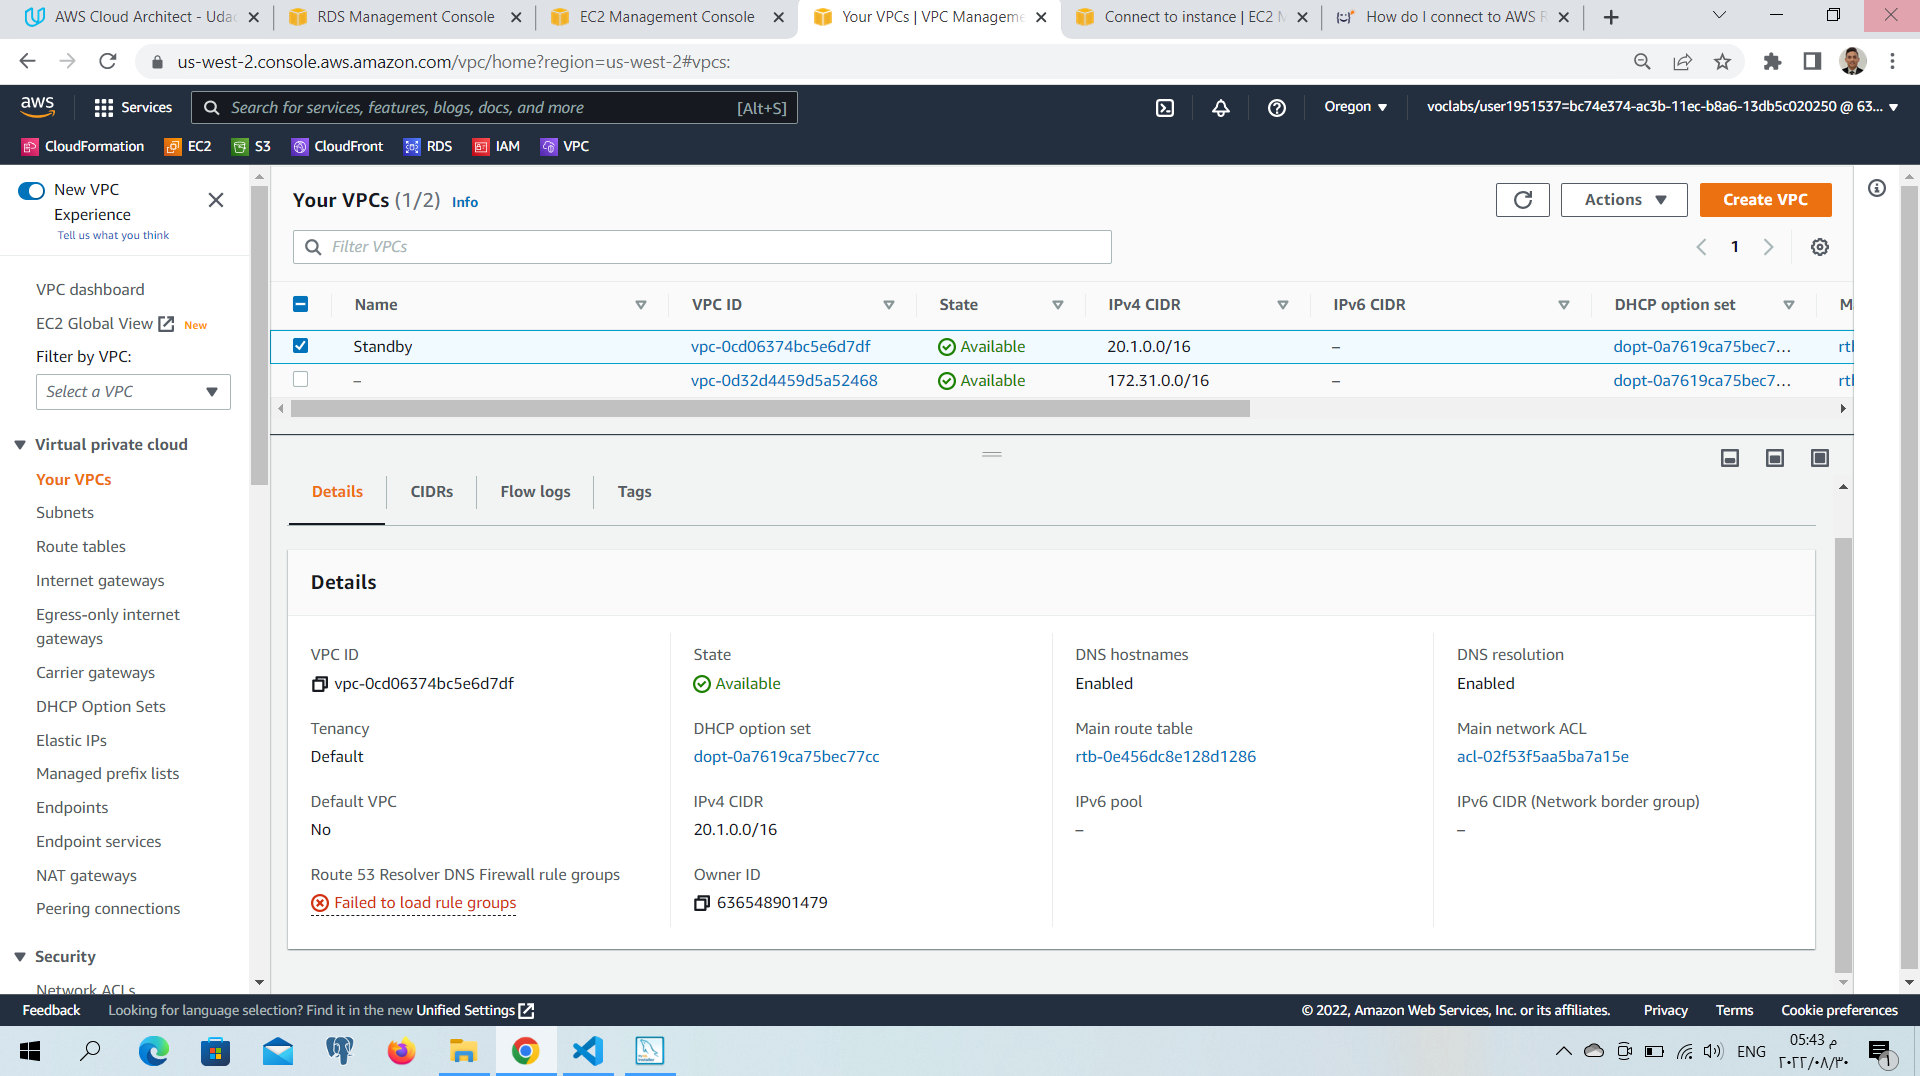 AWS Cloud Architect - Uda
RDS Management Console
EC2 Management Console
Your VPCs | VPC Manageme
Connect to instance | EC2 M
How do I connect to AWS R
us-west-2.console.aws.amazon.com/vpc/home?region=us-west-2#vpcs:
aws
Services
Search for services, features, blogs, docs, and more
[Alt+S]
Oregon
voclabs/user1951537=bc74e374-ac3b-11ec-b8a6-13db5c020250 @ 63...
CloudFormation
EC2
S3
CloudFront
RDS
IAM
VPC
New VPC
Experience
Tell us what you think
VPC dashboard
EC2 Global View New
Filter by VPC:
Select a VPC
Virtual private cloud
Your VPCs
Subnets
Route tables
Internet gateways
Egress-only internet
gateways
Carrier gateways
DHCP Option Sets
Elastic IPs
Managed prefix lists
Endpoints
Endpoint services
NAT gateways
Peering connections
Security
Network ACLs
Your VPCs (1/2) Info
Actions
Create VPC
Filter VPCs
1
Name VPC ID State IPv4 CIDR IPv6 CIDR DHCP option set M
Standby vpc-0cd06374bc5e6d7df Available 20.1.0.0/16 – dopt-0a7619ca75bec7... rtl
– vpc-0d32d4459d5a52468 Available 172.31.0.0/16 – dopt-0a7619ca75bec7... rtl
Details
CIDRs
Flow logs
Tags
Details
VPC ID
vpc-0cd06374bc5e6d7df
State
Available
DNS hostnames
Enabled
DNS resolution
Enabled
Tenancy
Default
DHCP option set
dopt-0a7619ca75bec77cc
Main route table
rtb-0e456dc8e128d1286
Main network ACL
acl-02f53f5aa5ba7a15e
Default VPC
No
IPv4 CIDR
20.1.0.0/16
IPv6 pool
–
IPv6 CIDR (Network border group)
–
Route 53 Resolver DNS Firewall rule groups
Failed to load rule groups
Owner ID
636548901479
Feedback
Looking for language selection? Find it in the new Unified Settings
© 2022, Amazon Web Services, Inc. or its affiliates.
Privacy
Terms
Cookie preferences
ENG
05:43 م
٢٠٢٢/٠٨/٣٠
1